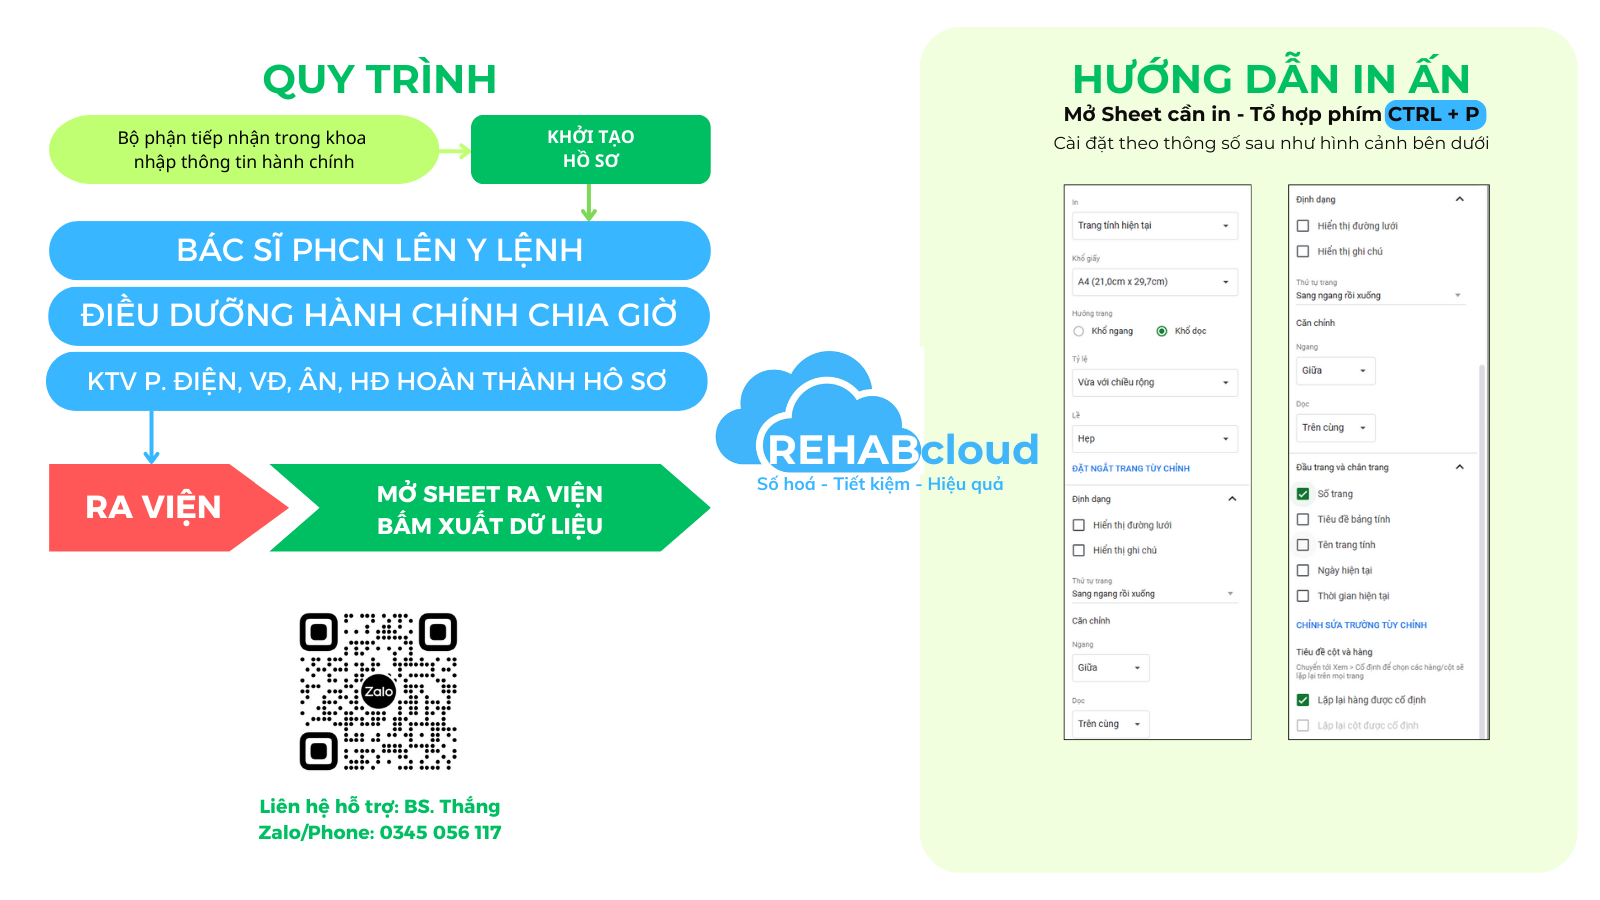 QUY TRÌNH
Bộ phận tiếp nhận trong khoa
nhập thông tin hành chính
KHỞI TẠO
HỒ SƠ
BÁC SĨ PHCN LÊN Y LỆNH
ĐIỀU DƯỠNG HÀNH CHÍNH CHIA GIỜ
KTV P. ĐIỆN, VĐ, ÂN, HĐ HOÀN THÀNH HÔ SƠ
RA VIỆN
MỞ SHEET RA VIỆN
BẤM XUẤT DỮ LIỆU
Zalo
Liên hệ hỗ trợ: BS. Thắng
Zalo/Phone: 0345 056 117
REHABcloud
Số hoá - Tiết kiệm - Hiệu quả
HƯỚNG DẪN IN ẤN
Mở Sheet cần in - Tổ hợp phím CTRL + P
Cài đặt theo thông số sau như hình cảnh bên dưới
In
Trang tính hiện tại
Khổ giấy
A4 (21,0cm x 29,7cm)
Hướng trang
Khổ ngang
Khổ dọc
Tỷ lệ
Vừa với chiều rộng
Lề
Hẹp
ĐẶT NGẮT TRANG TÙY CHỈNH
Định dạng
Hiển thị đường lưới
Hiển thị ghi chú
Thứ tự trang
Sang ngang rồi xuống
Căn chỉnh
Ngang
Giữa
Dọc
Trên cùng
Định dạng
Hiển thị đường lưới
Hiển thị ghi chú
Thứ tự trang
Sang ngang rồi xuống
Căn chỉnh
Ngang
Giữa
Dọc
Trên cùng
Đầu trang và chân trang
Số trang
Tiêu đề bảng tính
Tên trang tính
Ngày hiện tại
Thời gian hiện tại
CHỈNH SỬA TRƯỜNG TÙY CHỈNH
Tiêu đề cột và hàng
Chuyển tới Xem > Cố định để chọn các hàng/cột sẽ
lặp lại trên mọi trang
Lặp lại hàng được cố định
Lặp lại cột được cố định